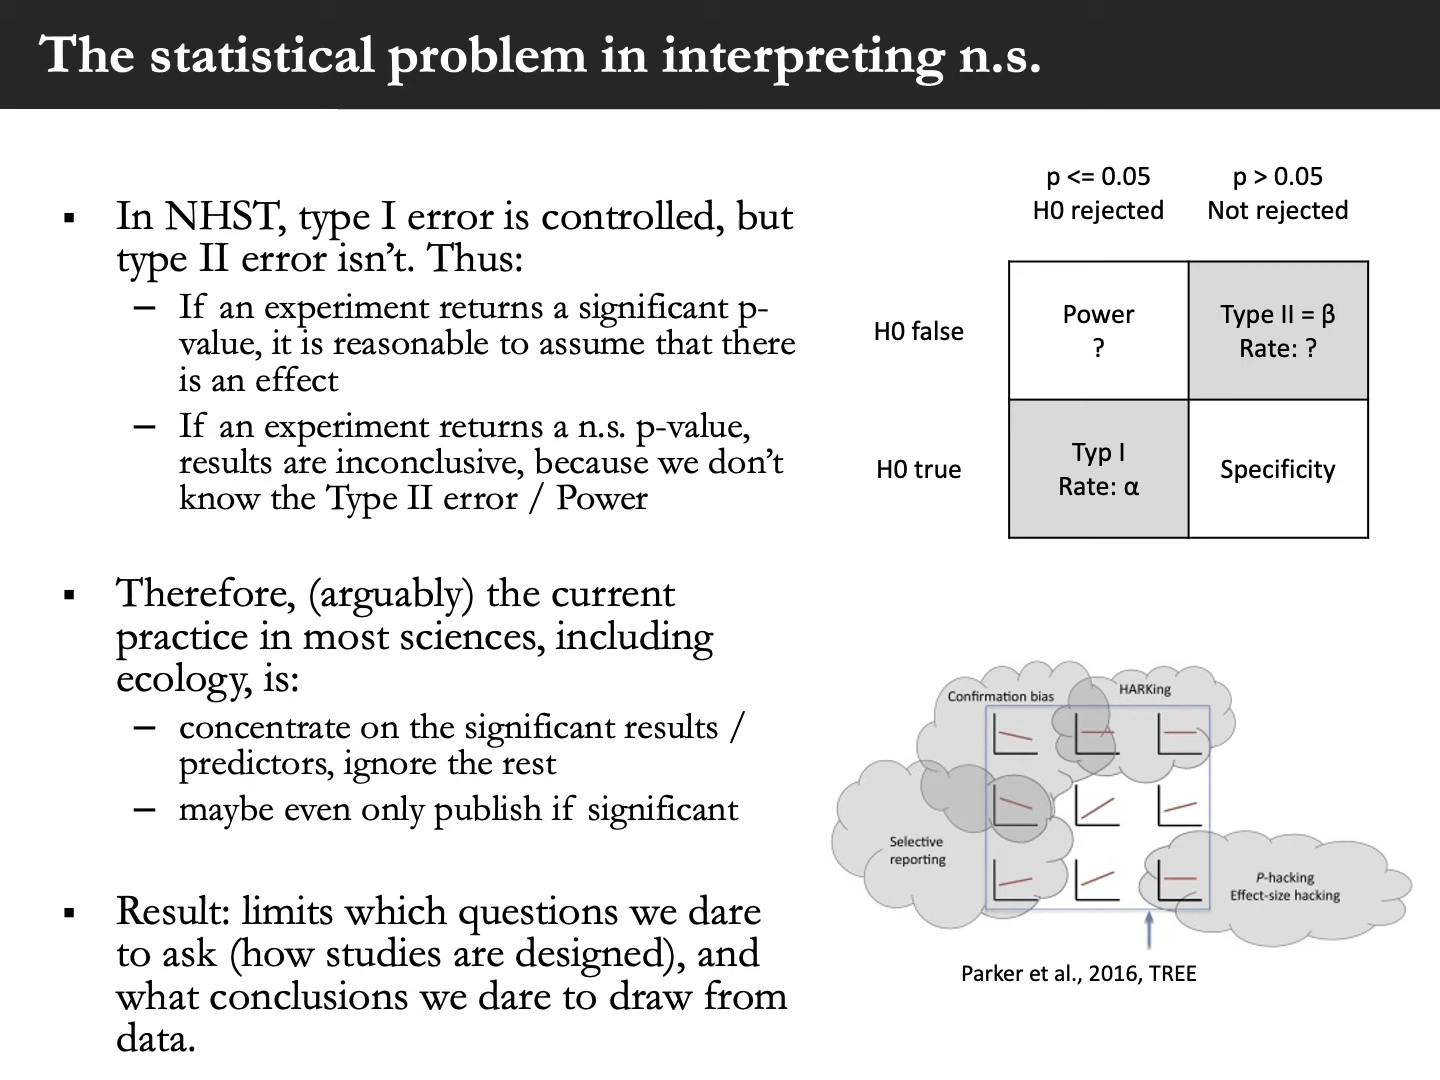 The statistical problem in interpreting n.s.
▪ In NHST, type I error is controlled, but
type II error isn’t. Thus:
– If an experiment returns a significant p-
value, it is reasonable to assume that there
is an effect
– If an experiment returns a n.s. p-value,
results are inconclusive, because we don’t
know the Type II error / Power
▪ Therefore, (arguably) the current
practice in most sciences, including
ecology, is:
– concentrate on the significant results /
predictors, ignore the rest
– maybe even only publish if significant
▪ Result: limits which questions we dare
to ask (how studies are designed), and
what conclusions we dare to draw from
data.
p <= 0.05
H0 rejected
p > 0.05
Not rejected
H0 false
Power
?
Type II = β
Rate: ?
H0 true
Typ I
Rate: α
Specificity
Confirmation bias
HARKing
Selective
reporting
P-hacking
Effect-size hacking
Parker et al., 2016, TREE